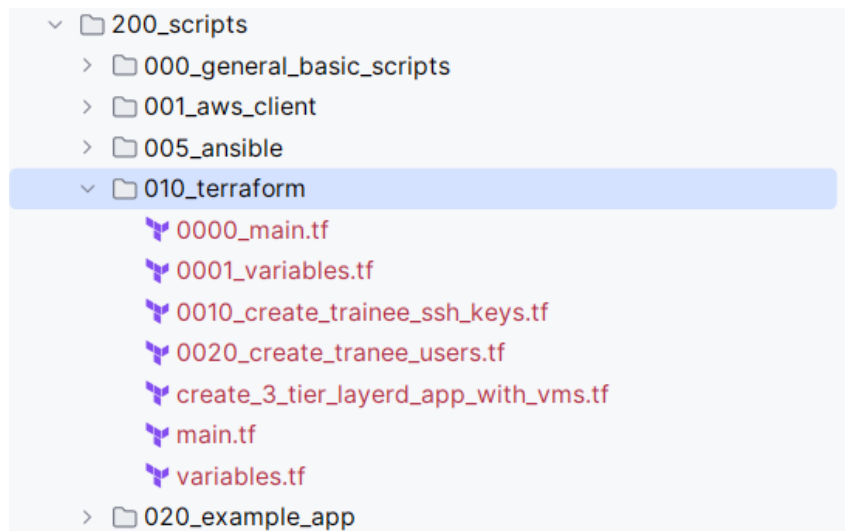 200_scripts
000_general_basic_scripts
001_aws_client
005_ansible
010_terraform
0000_main.tf
0001_variables.tf
0010_create_trainee_ssh_keys.tf
0020_create_tranee_users.tf
create_3_tier_layerd_app_with_vms.tf
main.tf
variables.tf
020_example_app